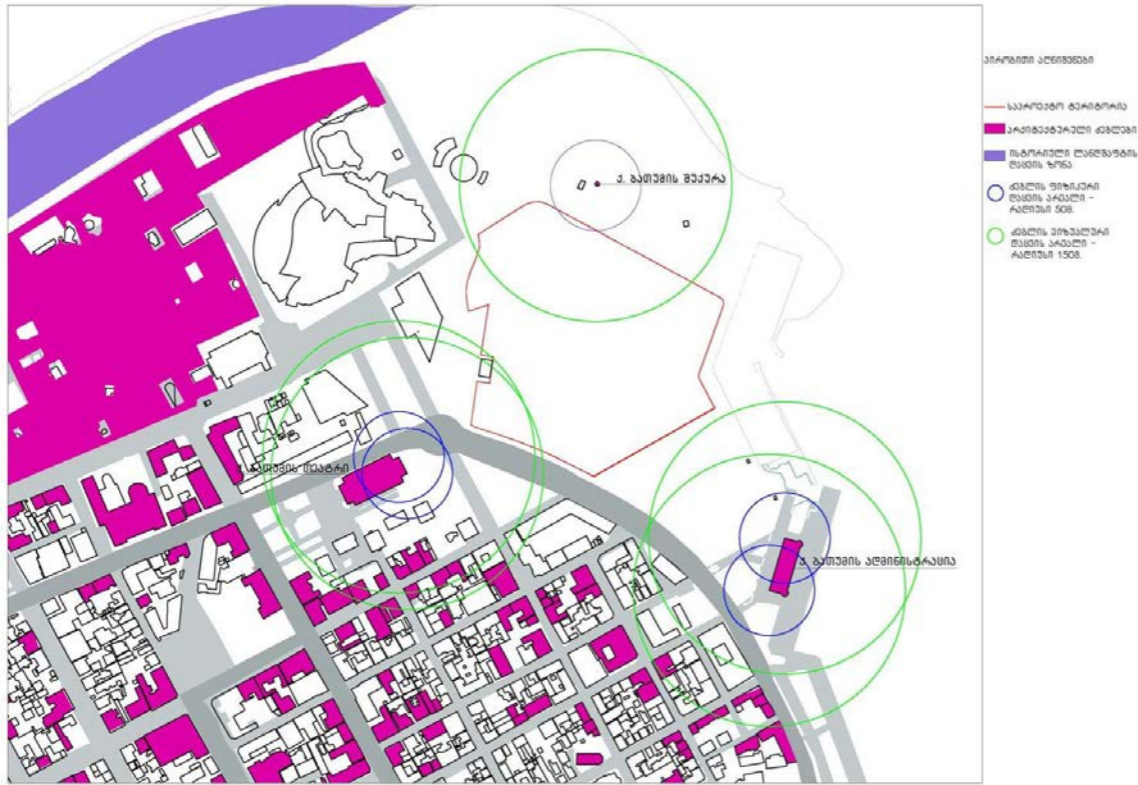 პირობითი აღნიშვნები
საპროექტო ტერიტორია
არქიტექტურული ძეგლები
ისტორიული ლანდშაფტის
დაცვის ზონა
ძეგლის ფიზიკური
დაცვის არეალი -
რადიუსი 50მ.
ძეგლის ვიზუალური
დაცვის არეალი -
რადიუსი 150მ.
ქ. ბათუმის შუქურა
ქ. ბათუმის თეატრი
ქ. ბათუმის ადმინისტრაცია